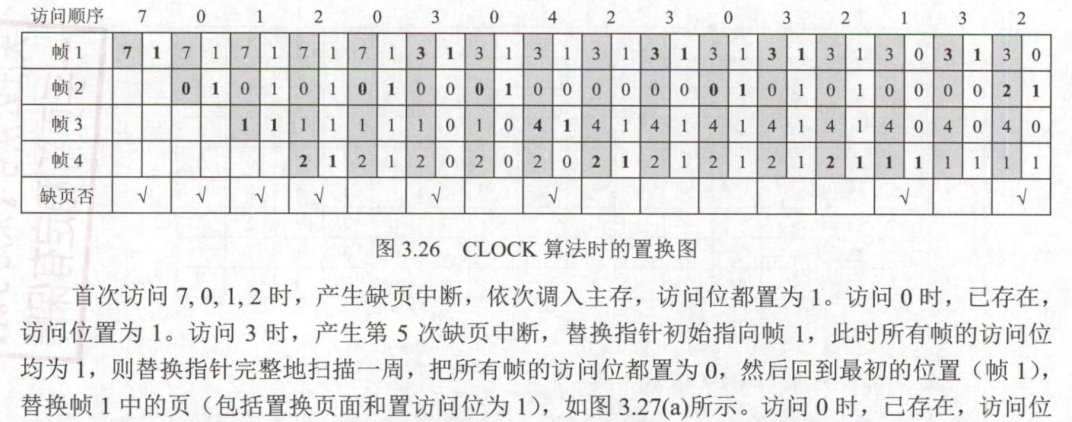 访问顺序 7 0 1 2 0 3 0 4 2 3 0 3 2 1 3 2
帧 1 7 1 7 1 7 1 7 1 7 1 3 1 3 1 3 1 3 1 3 1 3 1 3 1 3 1 3 0 3 1 3 0
帧 2 0 1 0 1 0 1 0 1 0 0 0 1 0 0 0 0 0 0 0 1 0 1 0 1 0 0 0 0 2 1
帧 3 1 1 1 1 1 1 1 0 1 0 4 1 4 1 4 1 4 1 4 1 4 1 4 0 4 0 4 0
帧 4 2 1 2 1 2 0 2 0 2 0 2 1 2 1 2 1 2 1 2 1 1 1 1 1 1 1
缺页否 √ √ √ √ √ √ √ √
图 3.26 CLOCK 算法时的置换图
首次访问 7, 0, 1, 2 时，产生缺页中断，依次调入主存，访问位都置为 1。访问 0 时，已存在，
访问位置为 1。访问 3 时，产生第 5 次缺页中断，替换指针初始指向帧 1，此时所有帧的访问位
均为 1，则替换指针完整地扫描一周，把所有帧的访问位都置为 0，然后回到最初的位置（帧 1），
替换帧 1 中的页（包括置换页面和置访问位为 1），如图 3.27(a)所示。访问 0 时，已存在，访问位